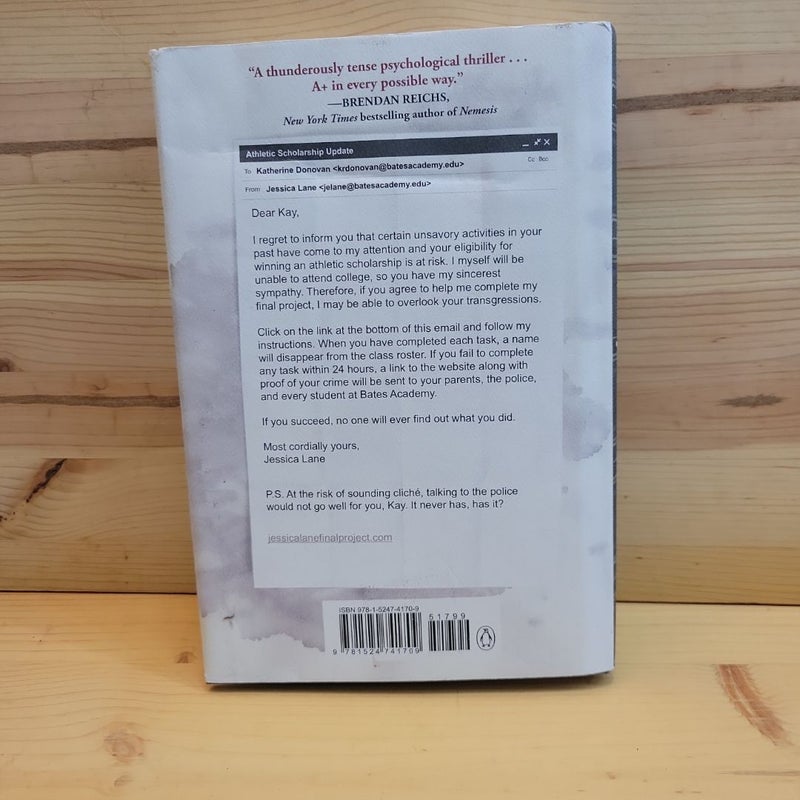 “A thunderously tense psychological thriller . . .
A+ in every possible way.”
—BRENDAN REICHS,
New York Times bestselling author of Nemesis
Athletic Scholarship Update
To Katherine Donovan <krdonovan@batesacademy.edu>
Cc Bcc
From Jessica Lane <jelane@batesacademy.edu>
Dear Kay,
I regret to inform you that certain unsavory activities in your
past have come to my attention and your eligibility for
winning an athletic scholarship is at risk. I myself will be
unable to attend college, so you have my sincerest
sympathy. Therefore, if you agree to help me complete my
final project, I may be able to overlook your transgressions.
Click on the link at the bottom of this email and follow my
instructions. When you have completed each task, a name
will disappear from the class roster. If you fail to complete
any task within 24 hours, a link to the website along with
proof of your crime will be sent to your parents, the police,
and every student at Bates Academy.
If you succeed, no one will ever find out what you did.
Most cordially yours,
Jessica Lane
P.S. At the risk of sounding cliché, talking to the police
would not go well for you, Kay. It never has, has it?
jessicalanefinalproject.com
ISBN 978-1-5247-4170-9
51799
9 781524 741709